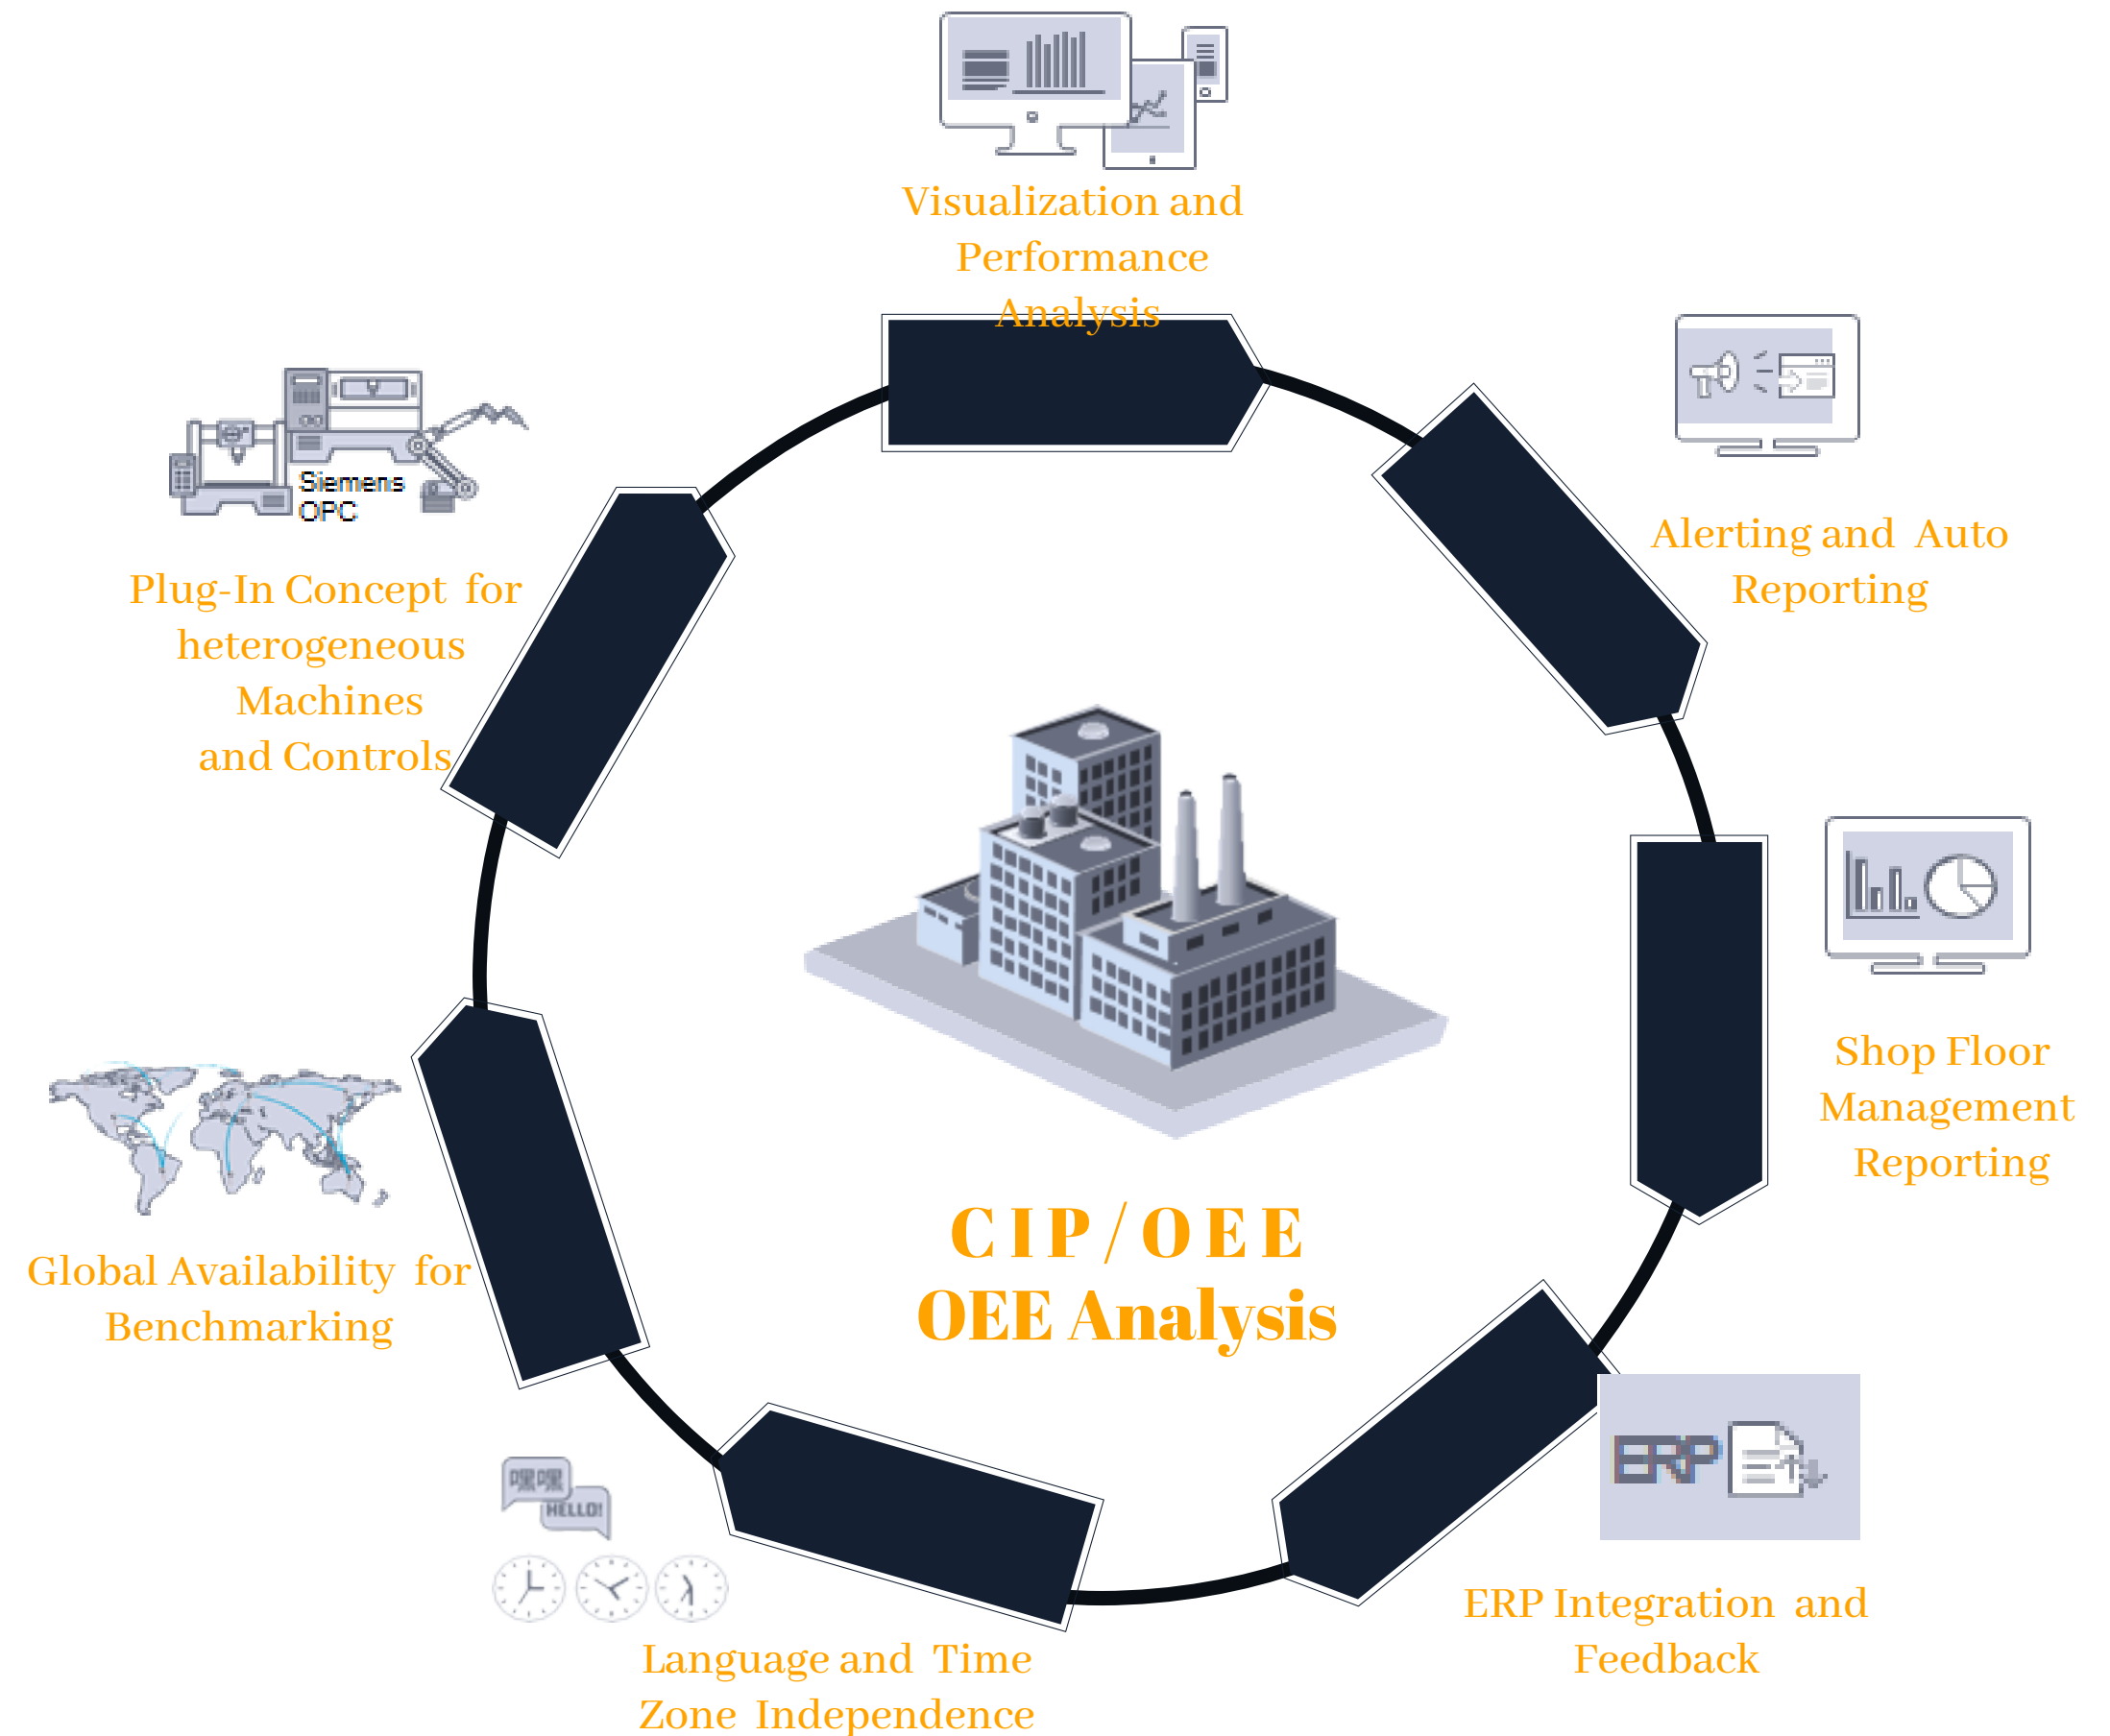 Visualization and
Performance
Analysis
Alerting and Auto
Reporting
Siemens
OPC
Plug-In Concept for
heterogeneous
Machines
and Controls
Shop Floor
Management
Reporting
Global Availability for
Benchmarking
CIP/OEE
OEE Analysis
ERP
ERP Integration and
Feedback
嘿嘿
HELLO!
Language and Time
Zone Independence